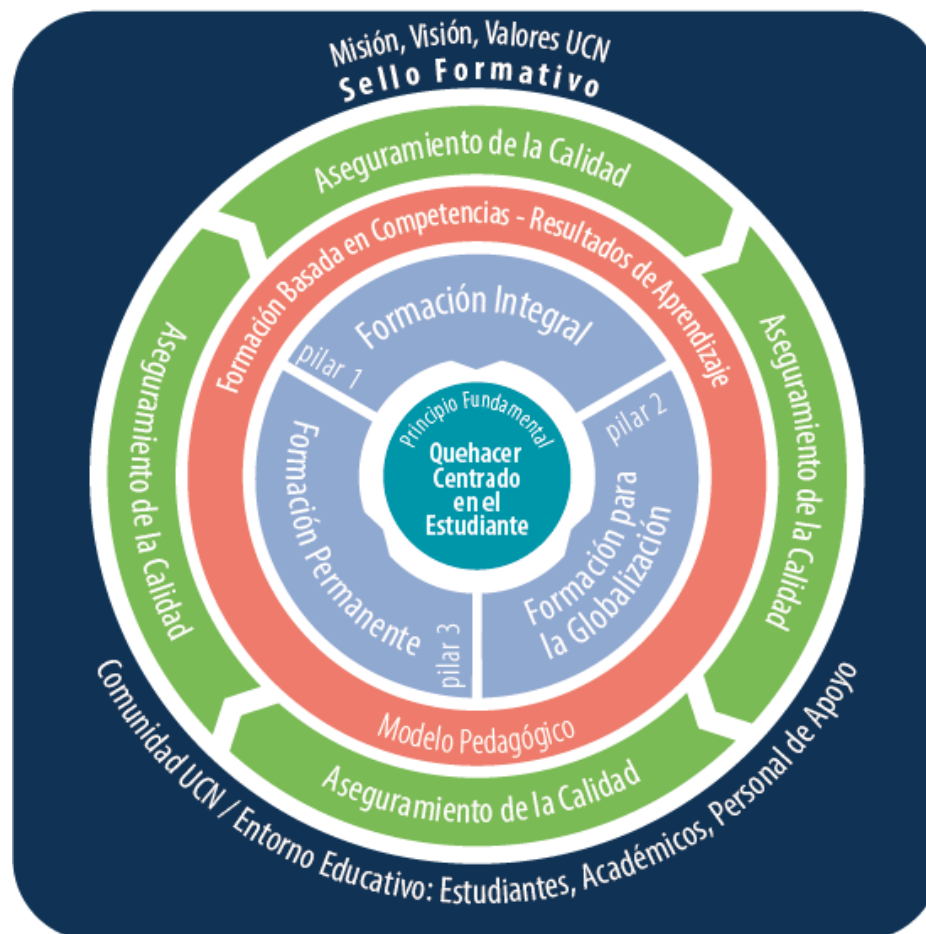 Misión, Visión, Valores UCN
Sello Formativo
Aseguramiento de la Calidad
Aseguramiento de la Calidad
Aseguramiento de la Calidad
Aseguramiento de la Calidad
Formación Basada en Competencias - Resultados de Aprendizaje
Modelo Pedagógico
Formación Integral
pilar 1
Formación para
la Globalización
pilar 2
Formación Permanente
pilar 3
Principio Fundamental
Quehacer
Centrado
en el
Estudiante
Comunidad UCN / Entorno Educativo: Estudiantes, Académicos, Personal de Apoyo